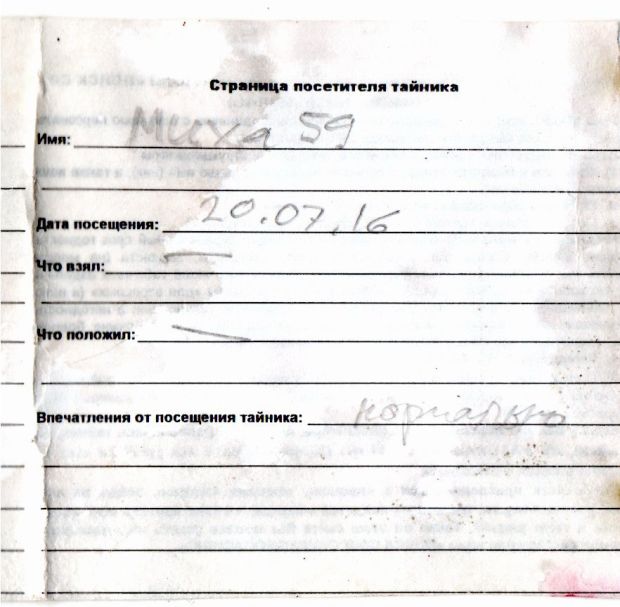 Страница посетителя тайника
Имя: Миха 59
Дата посещения: 20.07.16
Что взял: —
Что положил: —
Впечатления от посещения тайника: нормально